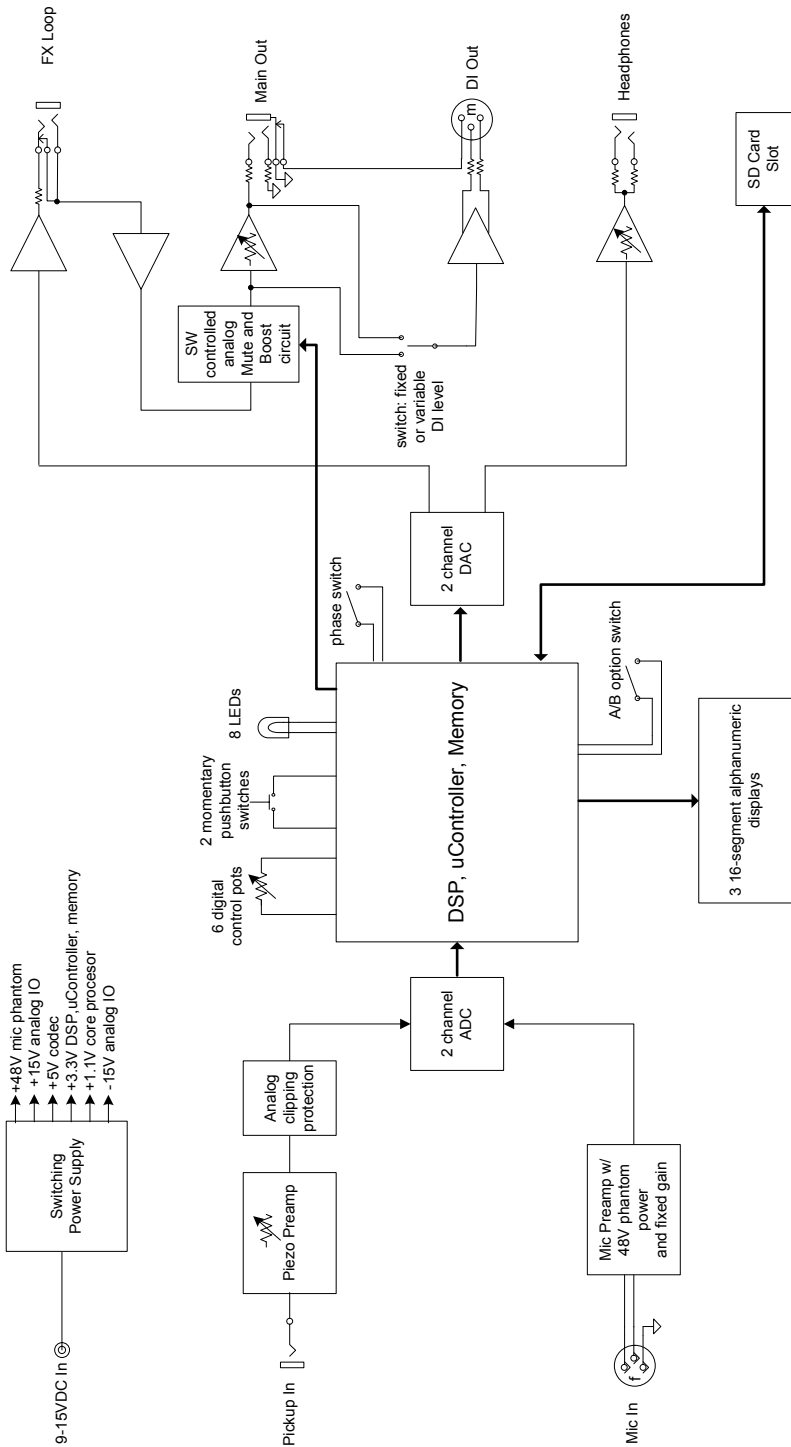 9-15VDC In
Switching
Power Supply
+48V mic phantom
+15V analog IO
+5V codec
+3.3V DSP,uController, memory
+1.1V core procesor
-15V analog IO
Pickup In
Piezo Preamp
Analog
clipping
protection
Mic In
f
Mic Preamp w/
48V phantom
power
and fixed gain
2 channel
ADC
6 digital
control pots
2 momentary
pushbutton
switches
8 LEDs
phase switch
DSP, uController, Memory
A/B option switch
3 16-segment alphanumeric
displays
2 channel
DAC
SW
controlled
analog
Mute and
Boost
circuit
switch: fixed
or variable
DI level
FX Loop
Main Out
m
DI Out
Headphones
SD Card
Slot